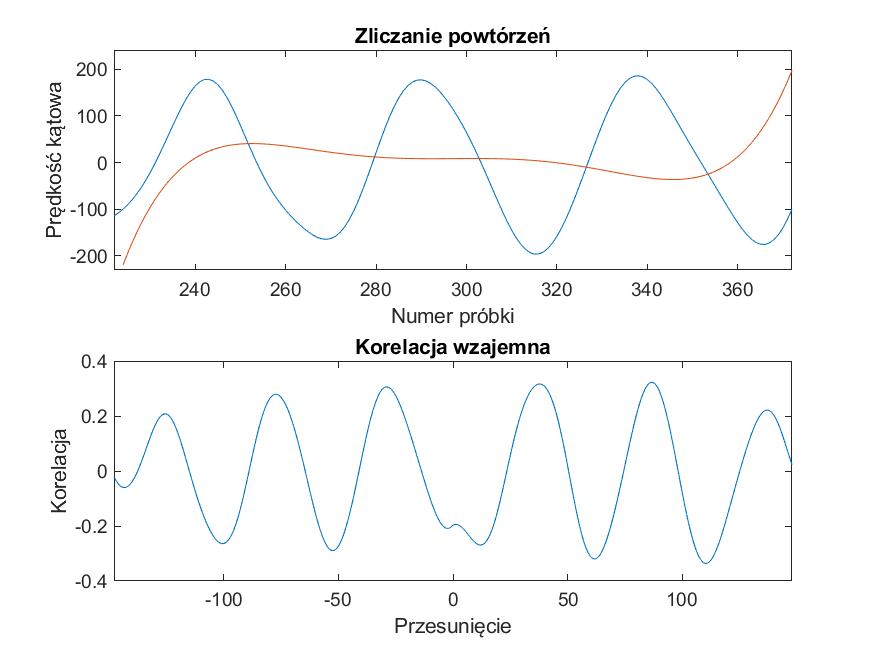 Zliczanie powtórzeń
Prędkość kątowa
200
100
0
-100
-200
240 260 280 300 320 340 360
Numer próbki
Korelacja wzajemna
Korelacja
0.4
0.2
0
-0.2
-0.4
-100 -50 0 50 100
Przesunięcie